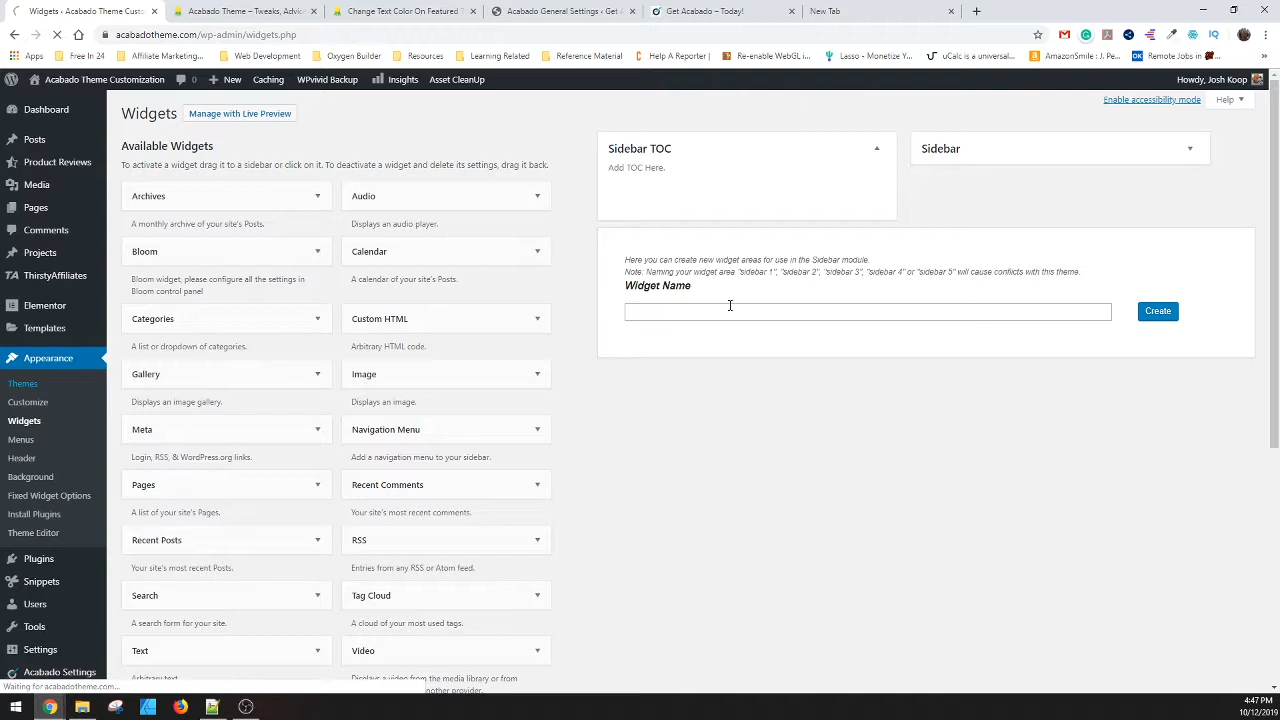 Widgets ‹ Acabado Theme Custom
Acabado Theme – Tweaks, Advic
Change Text Color On Featured T
Acabado General Settings ‹ Get A
Get Acabado – Today!
New Tab
acabadotheme.com/wp-admin/widgets.php
Apps
Free In 24
Affiliate Marketing...
Web Development
Oxygen Builder
Resources
Learning Related
Reference Material
Help A Reporter |
Re-enable WebGL i...
Lasso - Monetize Y...
uCalc is a universal...
AmazonSmile : J. Pe...
Remote Jobs in
Acabado Theme Customization
0
New
Caching
WPvivid Backup
Insights
Asset CleanUp
Howdy, Josh Koop
Dashboard
Posts
Product Reviews
Media
Pages
Comments
Projects
ThirstyAffiliates
Elementor
Templates
Appearance
Themes
Customize
Widgets
Menus
Header
Background
Fixed Widget Options
Install Plugins
Theme Editor
Plugins
Snippets
Users
Tools
Settings
Acabado Settings
Enable accessibility mode
Help
Widgets
Manage with Live Preview
Available Widgets
To activate a widget drag it to a sidebar or click on it. To deactivate a widget and delete its settings, drag it back.
Archives
Audio
A monthly archive of your site's Posts.
Displays an audio player.
Bloom
Calendar
Bloom widget, please configure all the settings in
Bloom control panel
A calendar of your site's Posts.
Categories
Custom HTML
A list or dropdown of categories.
Arbitrary HTML code.
Gallery
Image
Displays an image gallery.
Displays an image.
Meta
Navigation Menu
Login, RSS, & WordPress.org links.
Add a navigation menu to your sidebar.
Pages
Recent Comments
A list of your site's Pages.
Your site's most recent comments.
Recent Posts
RSS
Your site's most recent Posts.
Entries from any RSS or Atom feed.
Search
Tag Cloud
A search form for your site.
A cloud of your most used tags.
Text
Video
Arbitrary text.
Displays a video from the media library or from
another provider.
Sidebar TOC
Add TOC Here.
Sidebar
Here you can create new widget areas for use in the Sidebar module.
Note: Naming your widget area "sidebar 1", "sidebar 2", "sidebar 3", "sidebar 4" or "sidebar 5" will cause conflicts with this theme.
Widget Name
Create
Waiting for acabadotheme.com...
4:47 PM
10/12/2019